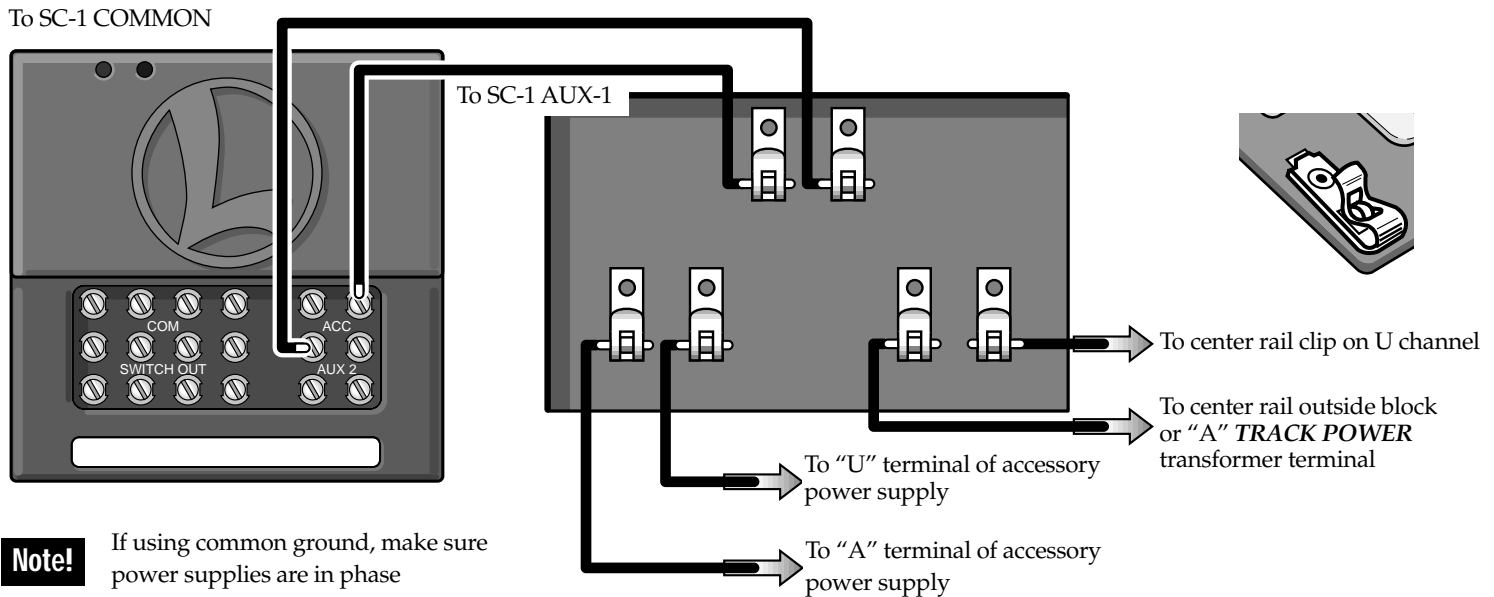 To SC-1 COMMON
To SC-1 AUX-1
COM
ACC
SWITCH OUT
AUX 2
To center rail clip on U channel
To center rail outside block
or “A” TRACK POWER
transformer terminal
To “U” terminal of accessory
power supply
To “A” terminal of accessory
power supply
Note!
If using common ground, make sure
power supplies are in phase